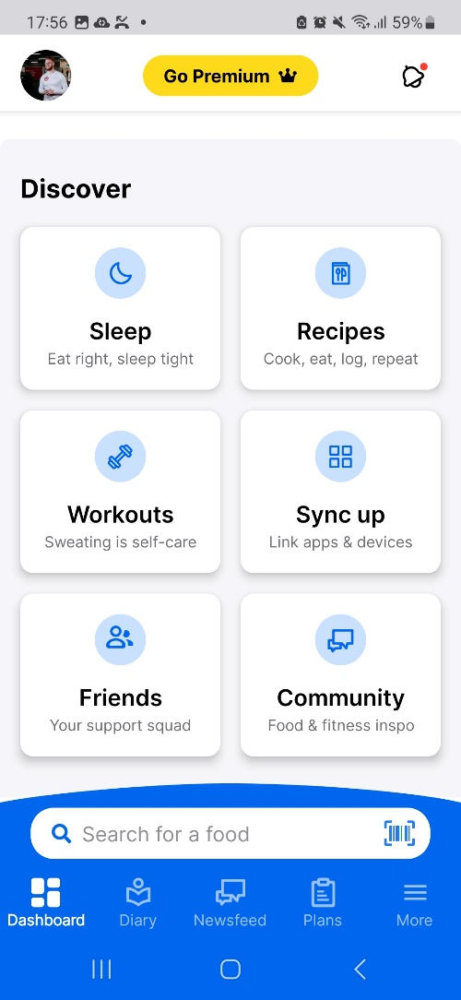 17:56
59%
Go Premium
Discover
Sleep
Eat right, sleep tight
Recipes
Cook, eat, log, repeat
Workouts
Sweating is self-care
Sync up
Link apps & devices
Friends
Your support squad
Community
Food & fitness inspo
Search for a food
Dashboard
Diary
Newsfeed
Plans
More